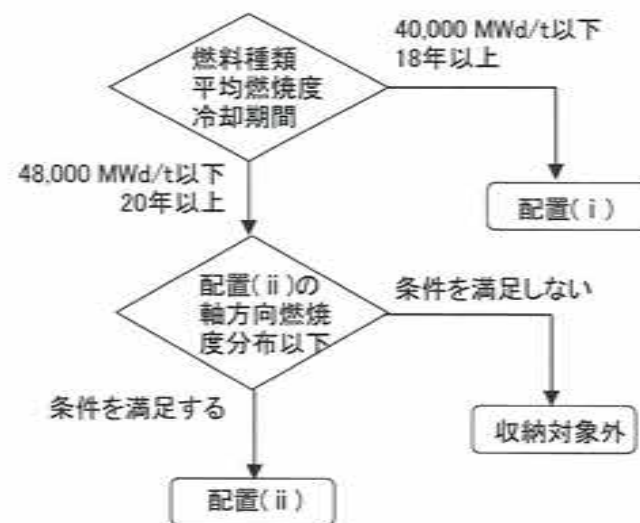 燃料種類
平均燃焼度
冷却期間
40,000 MWd/t以下
18年以上
48,000 MWd/t以下
20年以上
配置(ⅰ)
配置(ⅱ)の
軸方向燃焼
度分布以下
条件を満足しない
条件を満足する
収納対象外
配置(ⅱ)